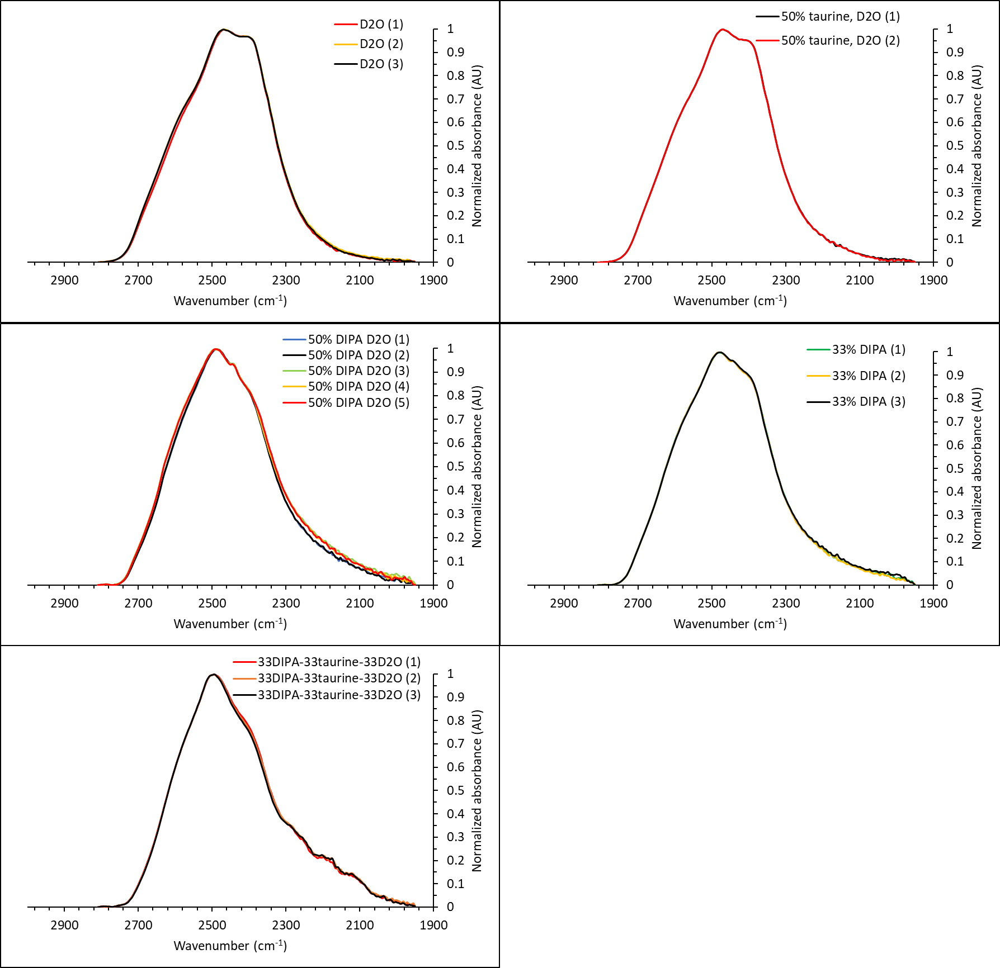 D2O (1)
D2O (2)
D2O (3)
1
0.9
0.8
0.7
0.6
0.5
0.4
0.3
0.2
0.1
0
Normalized absorbance (AU)
2900 2700 2500 2300 2100 1900
Wavenumber (cm-1)
50% taurine, D2O (1)
50% taurine, D2O (2)
1
0.9
0.8
0.7
0.6
0.5
0.4
0.3
0.2
0.1
0
Normalized absorbance (AU)
2900 2700 2500 2300 2100 1900
Wavenumber (cm-1)
50% DIPA D2O (1)
50% DIPA D2O (2)
50% DIPA D2O (3)
50% DIPA D2O (4)
50% DIPA D2O (5)
1
0.9
0.8
0.7
0.6
0.5
0.4
0.3
0.2
0.1
0
Normalized absorbance (AU)
2900 2700 2500 2300 2100 1900
Wavenumber (cm-1)
33% DIPA (1)
33% DIPA (2)
33% DIPA (3)
1
0.9
0.8
0.7
0.6
0.5
0.4
0.3
0.2
0.1
0
Normalized absorbance (AU)
2900 2700 2500 2300 2100 1900
Wavenumber (cm-1)
33DIPA-33taurine-33D2O (1)
33DIPA-33taurine-33D2O (2)
33DIPA-33taurine-33D2O (3)
1
0.9
0.8
0.7
0.6
0.5
0.4
0.3
0.2
0.1
0
Normalized absorbance (AU)
2900 2700 2500 2300 2100 1900
Wavenumber (cm-1)